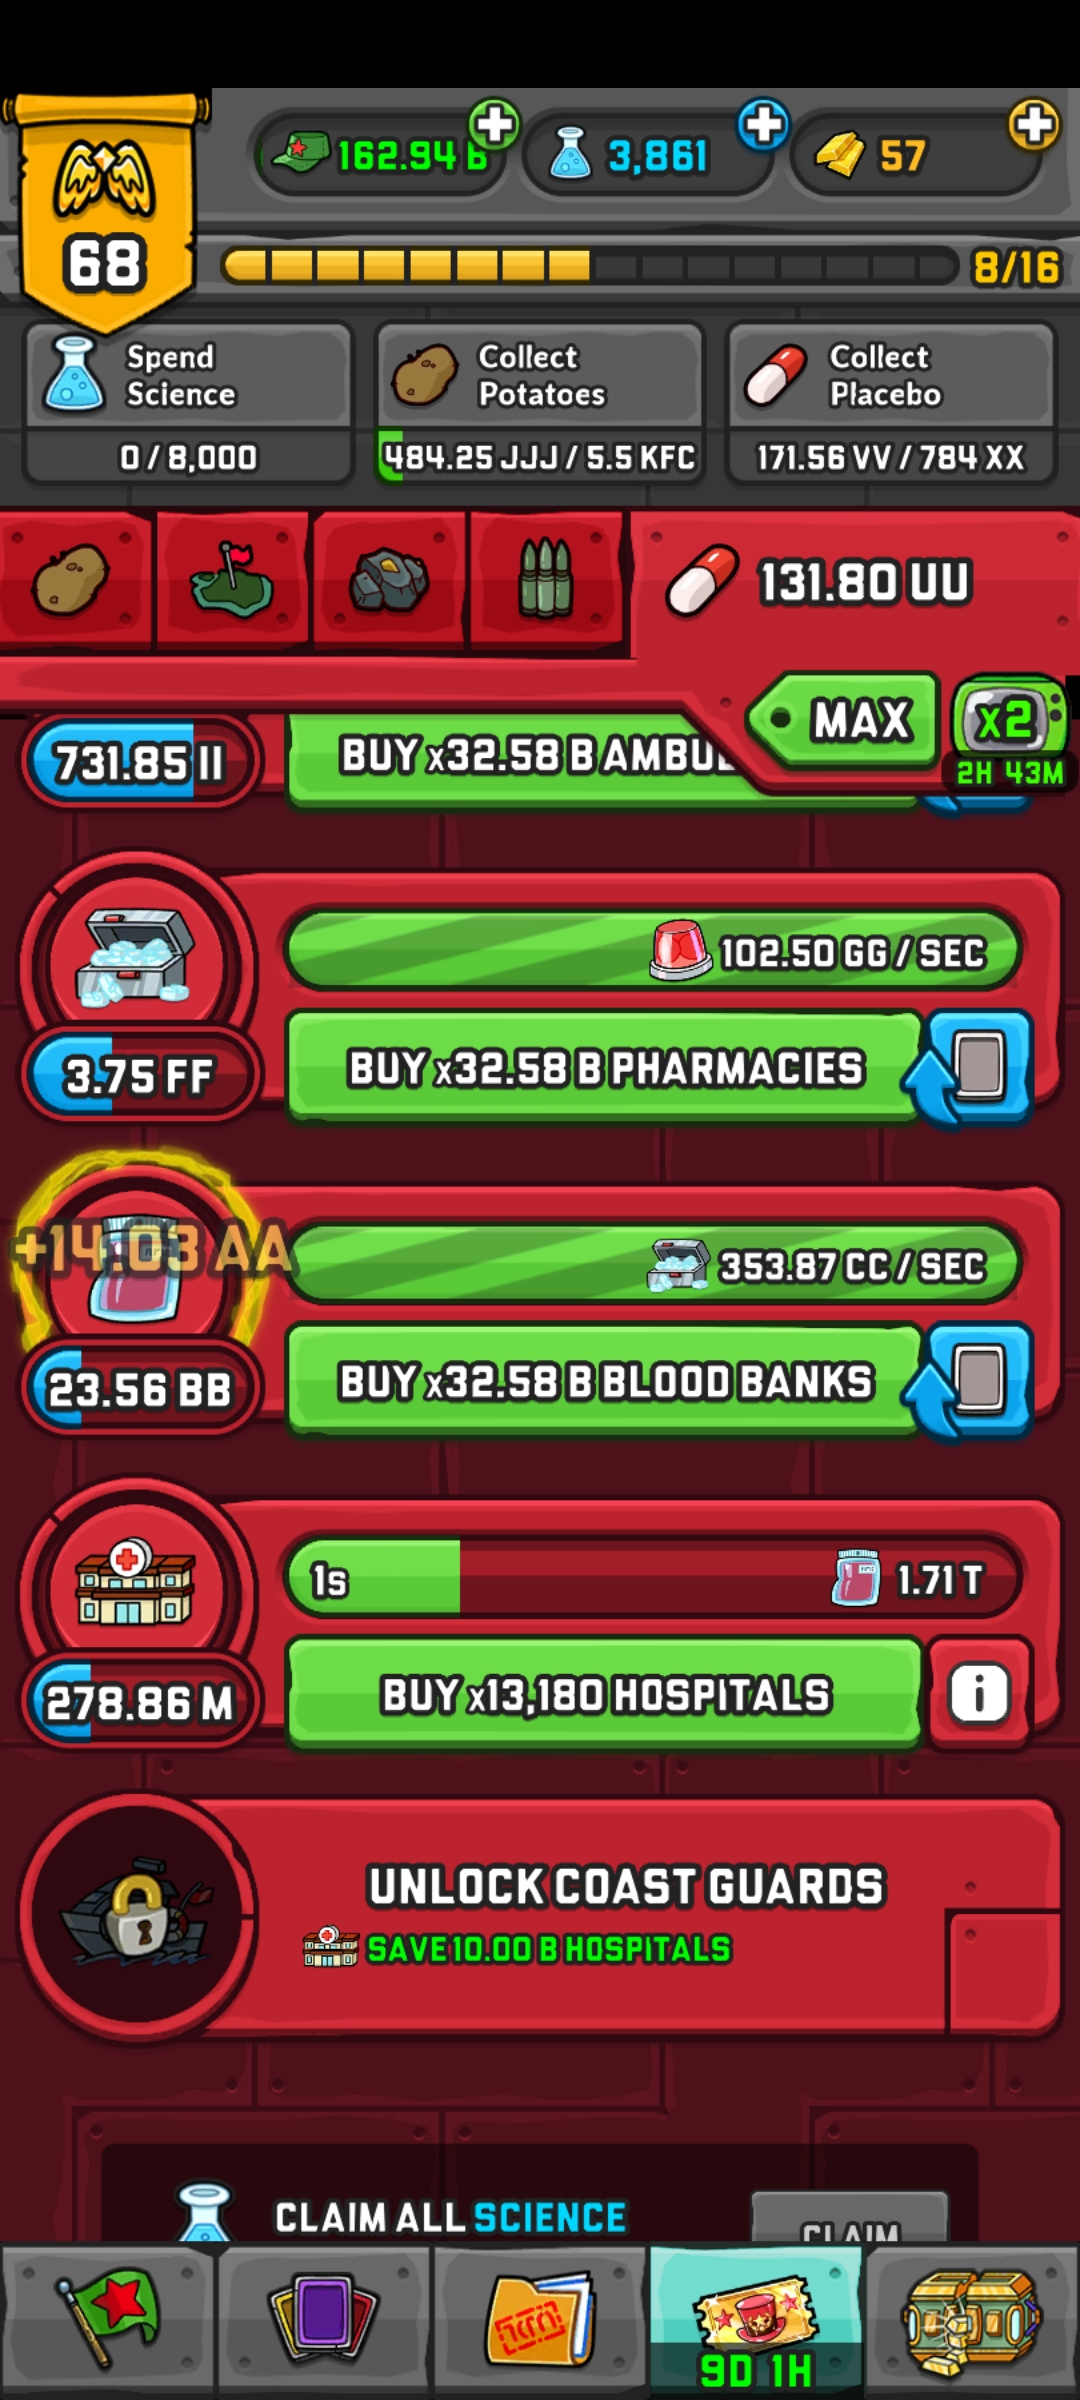 162.94 B
3,861
57
68
8/16
Spend
Science
0 / 8,000
Collect
Potatoes
484.25 JJJ / 5.5 KFC
Collect
Placebo
171.56 VV / 784 XX
131.80 UU
MAX
x2
2H 43M
731.85 II
BUY x32.58 B
102.50 GG / SEC
3.75 FF
BUY x32.58 B PHARMACIES
+14.03 AA
353.87 CC / SEC
23.56 BB
BUY x32.58 B BLOOD BANKS
1s
1.71 T
278.86 M
BUY x13,180 HOSPITALS
i
UNLOCK COAST GUARDS
SAVE 10.00 B HOSPITALS
CLAIM ALL SCIENCE
CLAIM
9D 1H